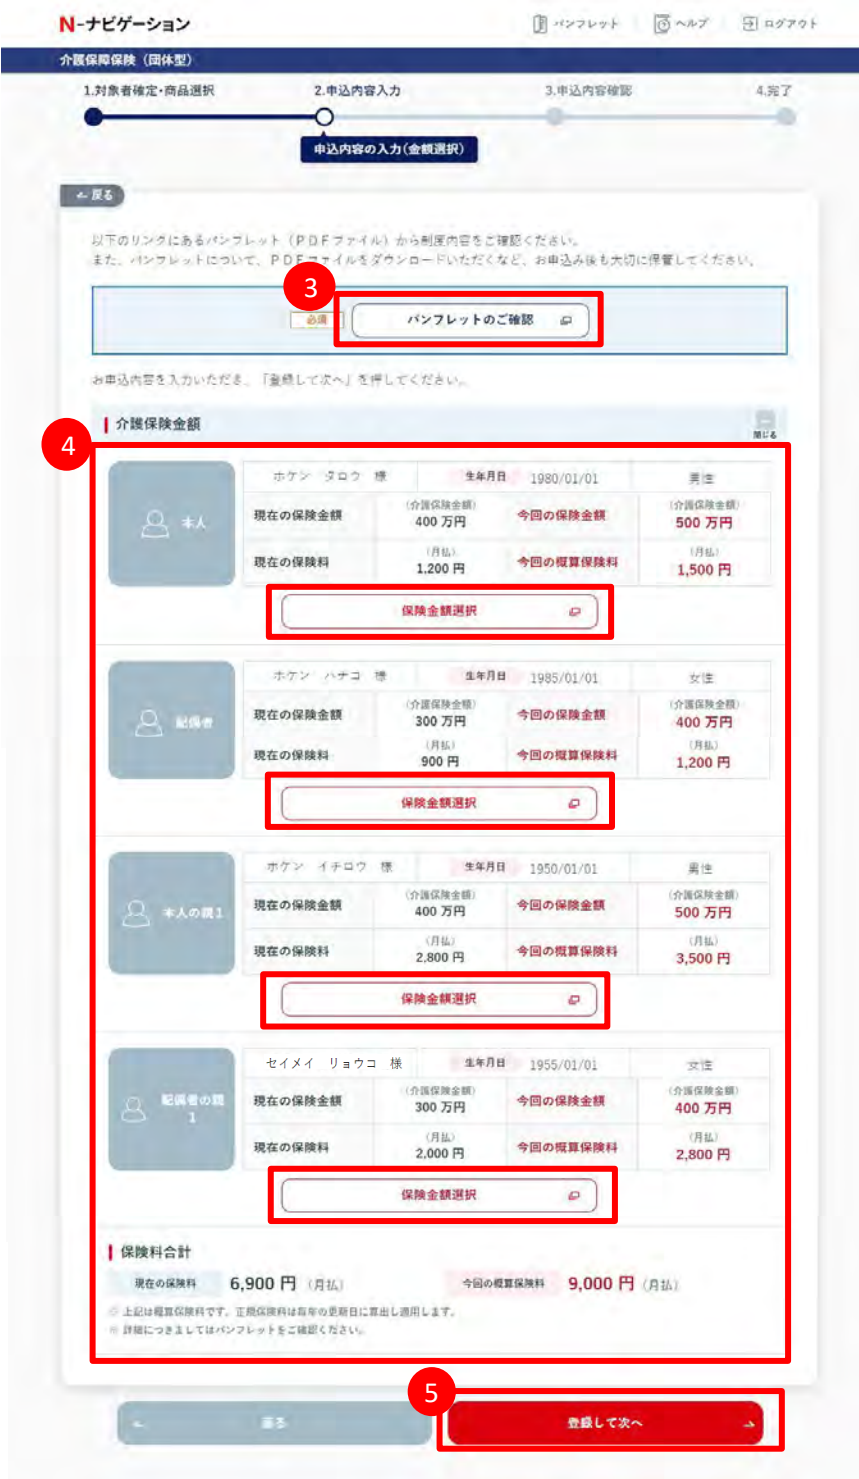 N-ナビゲーション
パンフレット ヘルプ ログアウト
介護保障保険（団体型）
1.対象者確定・商品選択 2.申込内容入力 3.申込内容確認 4.完了
申込内容の入力(金額選択)
戻る
以下のリンクにあるパンフレット（ＰＤＦファイル）から制度内容をご確認ください。
また、パンフレットについて、ＰＤＦファイルをダウンロードいただくなど、お申込み後も大切に保管してください。
3
必須 パンフレットのご確認
お申込内容を入力いただき、「登録して次へ」を押してください。
介護保険金額 閉じる
4
本人
ホケン タロウ 様 生年月日 1980/01/01 男性
現在の保険金額 (介護保険金額) 400 万円 今回の保険金額 (介護保険金額) 500 万円
現在の保険料 (月払) 1,200 円 今回の概算保険料 (月払) 1,500 円
保険金額選択
配偶者
ホケン ハナコ 様 生年月日 1985/01/01 女性
現在の保険金額 (介護保険金額) 300 万円 今回の保険金額 (介護保険金額) 400 万円
現在の保険料 (月払) 900 円 今回の概算保険料 (月払) 1,200 円
保険金額選択
本人の親1
ホケン イチロウ 様 生年月日 1950/01/01 男性
現在の保険金額 (介護保険金額) 400 万円 今回の保険金額 (介護保険金額) 500 万円
現在の保険料 (月払) 2,800 円 今回の概算保険料 (月払) 3,500 円
保険金額選択
配偶者の親1
セイメイ リョウコ 様 生年月日 1955/01/01 女性
現在の保険金額 (介護保険金額) 300 万円 今回の保険金額 (介護保険金額) 400 万円
現在の保険料 (月払) 2,000 円 今回の概算保険料 (月払) 2,800 円
保険金額選択
保険料合計
現在の保険料 6,900 円 （月払） 今回の概算保険料 9,000 円 （月払）
※ 上記は概算保険料です。正規保険料は毎年の更新日に算出し適用します。
※ 詳細につきましてはパンフレットをご確認ください。
5
戻る 登録して次へ